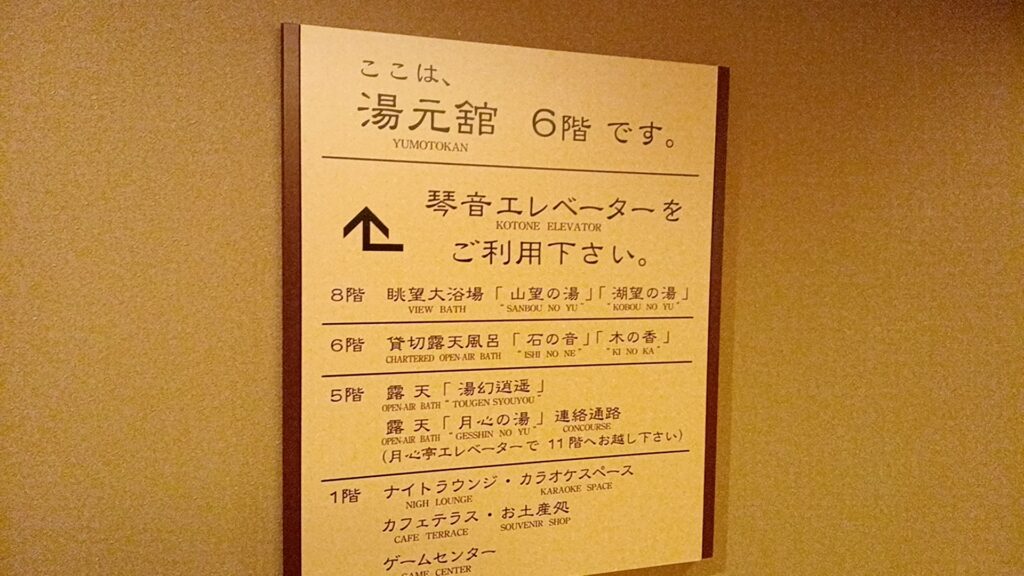 ここは、
湯元舘 6階 です。
YUMOTOKAN
琴音エレベーターを
KOTONE ELEVATOR
ご利用下さい。
8階 眺望大浴場「山望の湯」「湖望の湯」
VIEW BATH "SANBOU NO YU" "KOBOU NO YU"
6階 貸切露天風呂「石の音」「木の香」
CHARTERED OPEN-AIR BATH "ISHI NO NE" "KI NO KA"
5階 露天「湯幻逍遥」
OPEN-AIR BATH "TOUGEN SYOUYOU"
露天「月心の湯」連絡通路
OPEN-AIR BATH "GESSHIN NO YU" CONCOURSE
(月心亭エレベーターで 11階へお越し下さい)
1階 ナイトラウンジ・カラオケスペース
NIGH LOUNGE KARAOKE SPACE
カフェテラス・お土産処
CAFE TERRACE SOUVENIR SHOP
ゲームセンター
GAME CENTER